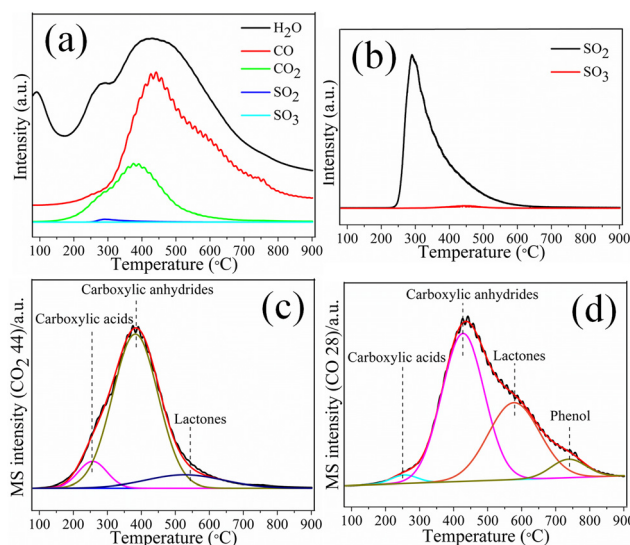 (a)
H₂O
CO
CO₂
SO₂
SO₃
Intensity (a.u.)
100 200 300 400 500 600 700 800 900
Temperature (°C)
(b)
SO₂
SO₃
Intensity (a.u.)
100 200 300 400 500 600 700 800 900
Temperature (°C)
(c)
Carboxylic anhydrides
Carboxylic acids
Lactones
MS intensity (CO₂ 44)/a.u.
100 200 300 400 500 600 700 800 900
Temperature (°C)
(d)
Carboxylic anhydrides
Carboxylic acids
Lactones
Phenol
MS intensity (CO 28)/a.u.
100 200 300 400 500 600 700 800 900
Temperature (°C)